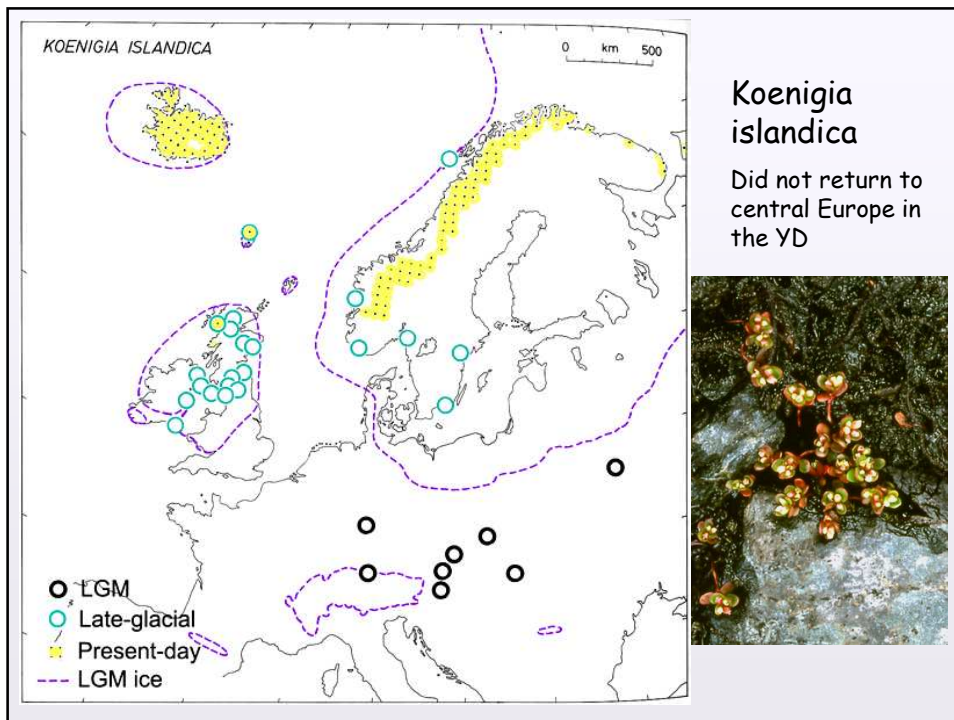 KOENIGIA ISLANDICA
0 km 500
Koenigia
islandica
Did not return to
central Europe in
the YD
LGM
Late-glacial
Present-day
LGM ice